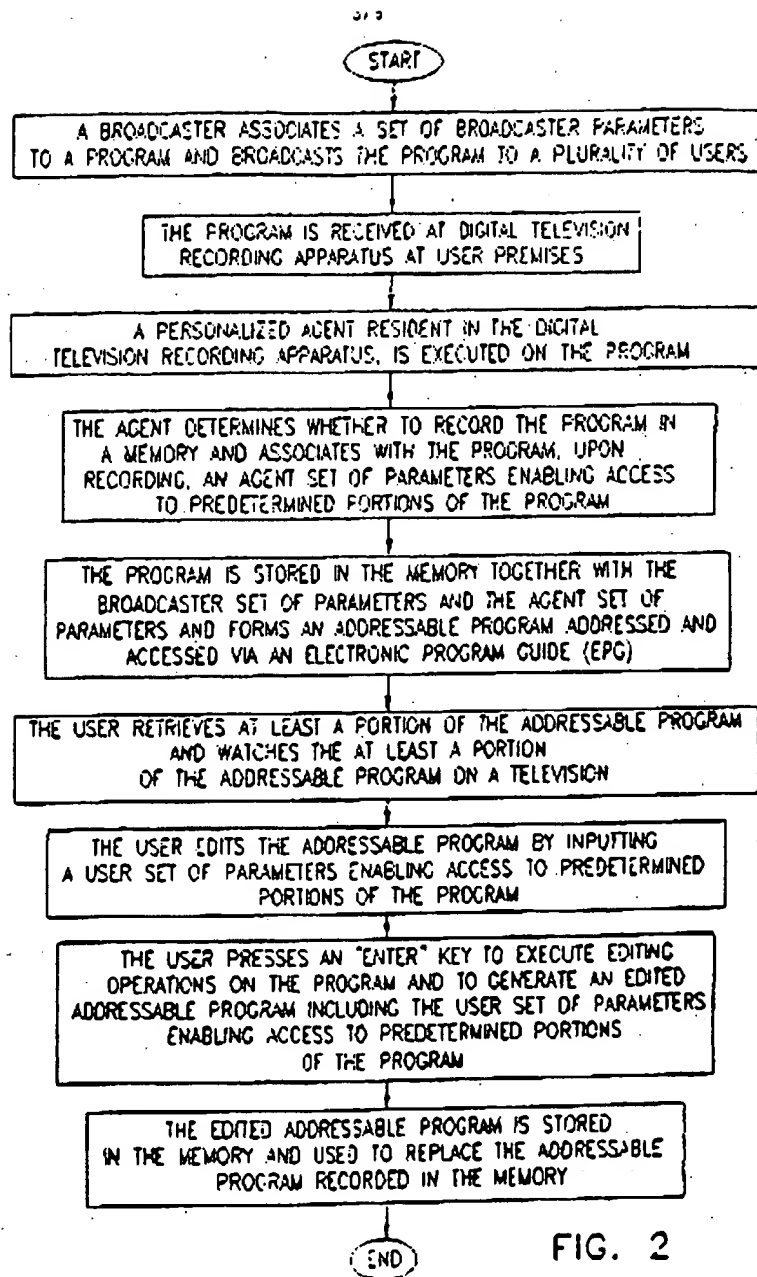 START
A BROADCASTER ASSOCIATES A SET OF BROADCASTER PARAMETERS
TO A PROGRAM AND BROADCASTS THE PROGRAM TO A PLURALITY OF USERS
THE PROGRAM IS RECEIVED AT DIGITAL TELEVISION
RECORDING APPARATUS AT USER PREMISES
A PERSONALIZED AGENT RESIDENT IN THE DIGITAL
TELEVISION RECORDING APPARATUS, IS EXECUTED ON THE PROGRAM
THE AGENT DETERMINES WHETHER TO RECORD THE PROGRAM IN
A MEMORY AND ASSOCIATES WITH THE PROGRAM, UPON
RECORDING, AN AGENT SET OF PARAMETERS ENABLING ACCESS
TO PREDETERMINED PORTIONS OF THE PROGRAM
THE PROGRAM IS STORED IN THE MEMORY TOGETHER WITH THE
BROADCASTER SET OF PARAMETERS AND THE AGENT SET OF
PARAMETERS AND FORMS AN ADDRESSABLE PROGRAM ADDRESSED AND
ACCESSED VIA AN ELECTRONIC PROGRAM GUIDE (EPG)
THE USER RETRIEVES AT LEAST A PORTION OF THE ADDRESSABLE PROGRAM
AND WATCHES THE AT LEAST A PORTION
OF THE ADDRESSABLE PROGRAM ON A TELEVISION
THE USER EDITS THE ADDRESSABLE PROGRAM BY INPUTTING
A USER SET OF PARAMETERS ENABLING ACCESS TO PREDETERMINED
PORTIONS OF THE PROGRAM
THE USER PRESSES AN "ENTER" KEY TO EXECUTE EDITING
OPERATIONS ON THE PROGRAM AND TO GENERATE AN EDITED
ADDRESSABLE PROGRAM INCLUDING THE USER SET OF PARAMETERS
ENABLING ACCESS TO PREDETERMINED PORTIONS
OF THE PROGRAM
THE EDITED ADDRESSABLE PROGRAM IS STORED
IN THE MEMORY AND USED TO REPLACE THE ADDRESSABLE
PROGRAM RECORDED IN THE MEMORY
END
FIG. 2